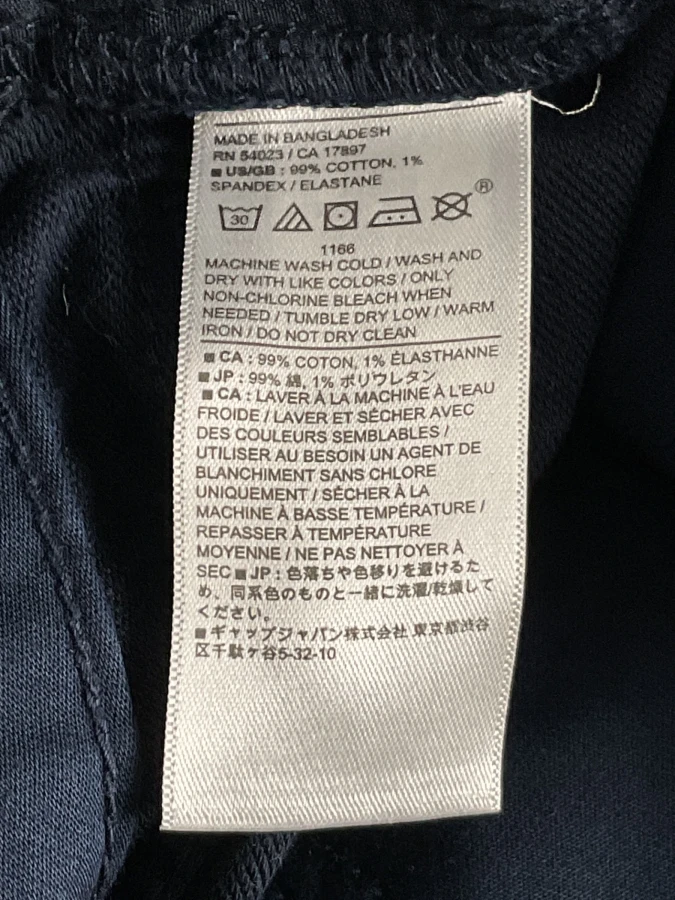 MADE IN BANGLADESH
RN 54023 / CA 17897
■ US/GB : 99% COTTON, 1%
SPANDEX / ELASTANE
30
®
1166
MACHINE WASH COLD / WASH AND
DRY WITH LIKE COLORS / ONLY
NON-CHLORINE BLEACH WHEN
NEEDED / TUMBLE DRY LOW / WARM
IRON / DO NOT DRY CLEAN
■ CA : 99% COTON, 1% ÉLASTHANNE
■ JP : 99% 綿, 1% ポリウレタン
■ CA : LAVER À LA MACHINE À L'EAU
FROIDE / LAVER ET SÉCHER AVEC
DES COULEURS SEMBLABLES /
UTILISER AU BESOIN UN AGENT DE
BLANCHIMENT SANS CHLORE
UNIQUEMENT / SÉCHER À LA
MACHINE À BASSE TEMPÉRATURE /
REPASSER À TEMPÉRATURE
MOYENNE / NE PAS NETTOYER À
SEC ■ JP : 色落ちや色移りを避けるた
め、同系色のものと一緒に洗濯/乾燥して
ください。
■ ギャップジャパン株式会社 東京都渋谷
区千駄ヶ谷5-32-10